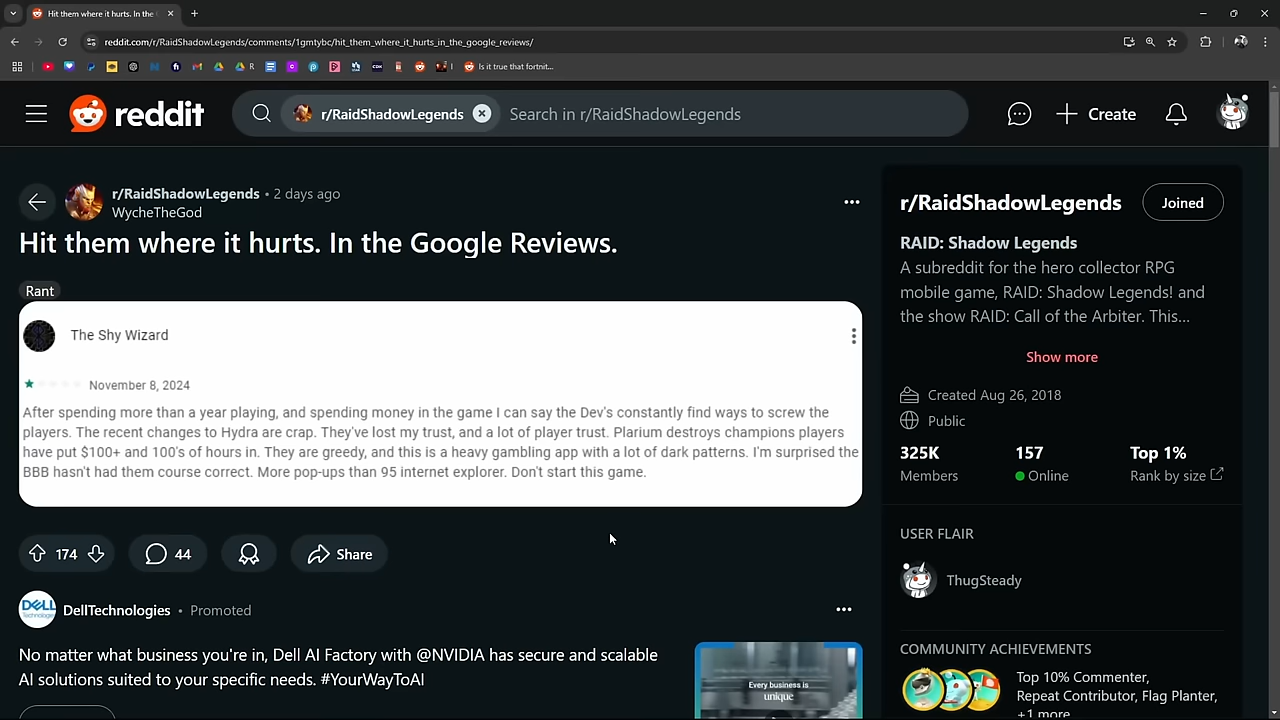 Hit them where it hurts. In the
reddit.com/r/RaidShadowLegends/comments/1gmtybc/hit_them_where_it_hurts_in_the_google_reviews/
Is it true that fortnit...
reddit
r/RaidShadowLegends
Search in r/RaidShadowLegends
Create
r/RaidShadowLegends • 2 days ago
WycheTheGod
Hit them where it hurts. In the Google Reviews.
Rant
The Shy Wizard
November 8, 2024
After spending more than a year playing, and spending money in the game I can say the Dev's constantly find ways to screw the
players. The recent changes to Hydra are crap. They've lost my trust, and a lot of player trust. Plarium destroys champions players
have put $100+ and 100's of hours in. They are greedy, and this is a heavy gambling app with a lot of dark patterns. I'm surprised the
BBB hasn't had them course correct. More pop-ups than 95 internet explorer. Don't start this game.
174
44
Share
DELL Technologies
DellTechnologies • Promoted
No matter what business you're in, Dell AI Factory with @NVIDIA has secure and scalable
AI solutions suited to your specific needs. #YourWayToAI
Every business is
unique
r/RaidShadowLegends
Joined
RAID: Shadow Legends
A subreddit for the hero collector RPG
mobile game, RAID: Shadow Legends! and
the show RAID: Call of the Arbiter. This...
Show more
Created Aug 26, 2018
Public
325K
Members
157
Online
Top 1%
Rank by size
USER FLAIR
ThugSteady
COMMUNITY ACHIEVEMENTS
Top 10% Commenter,
Repeat Contributor, Flag Planter,
+1 more